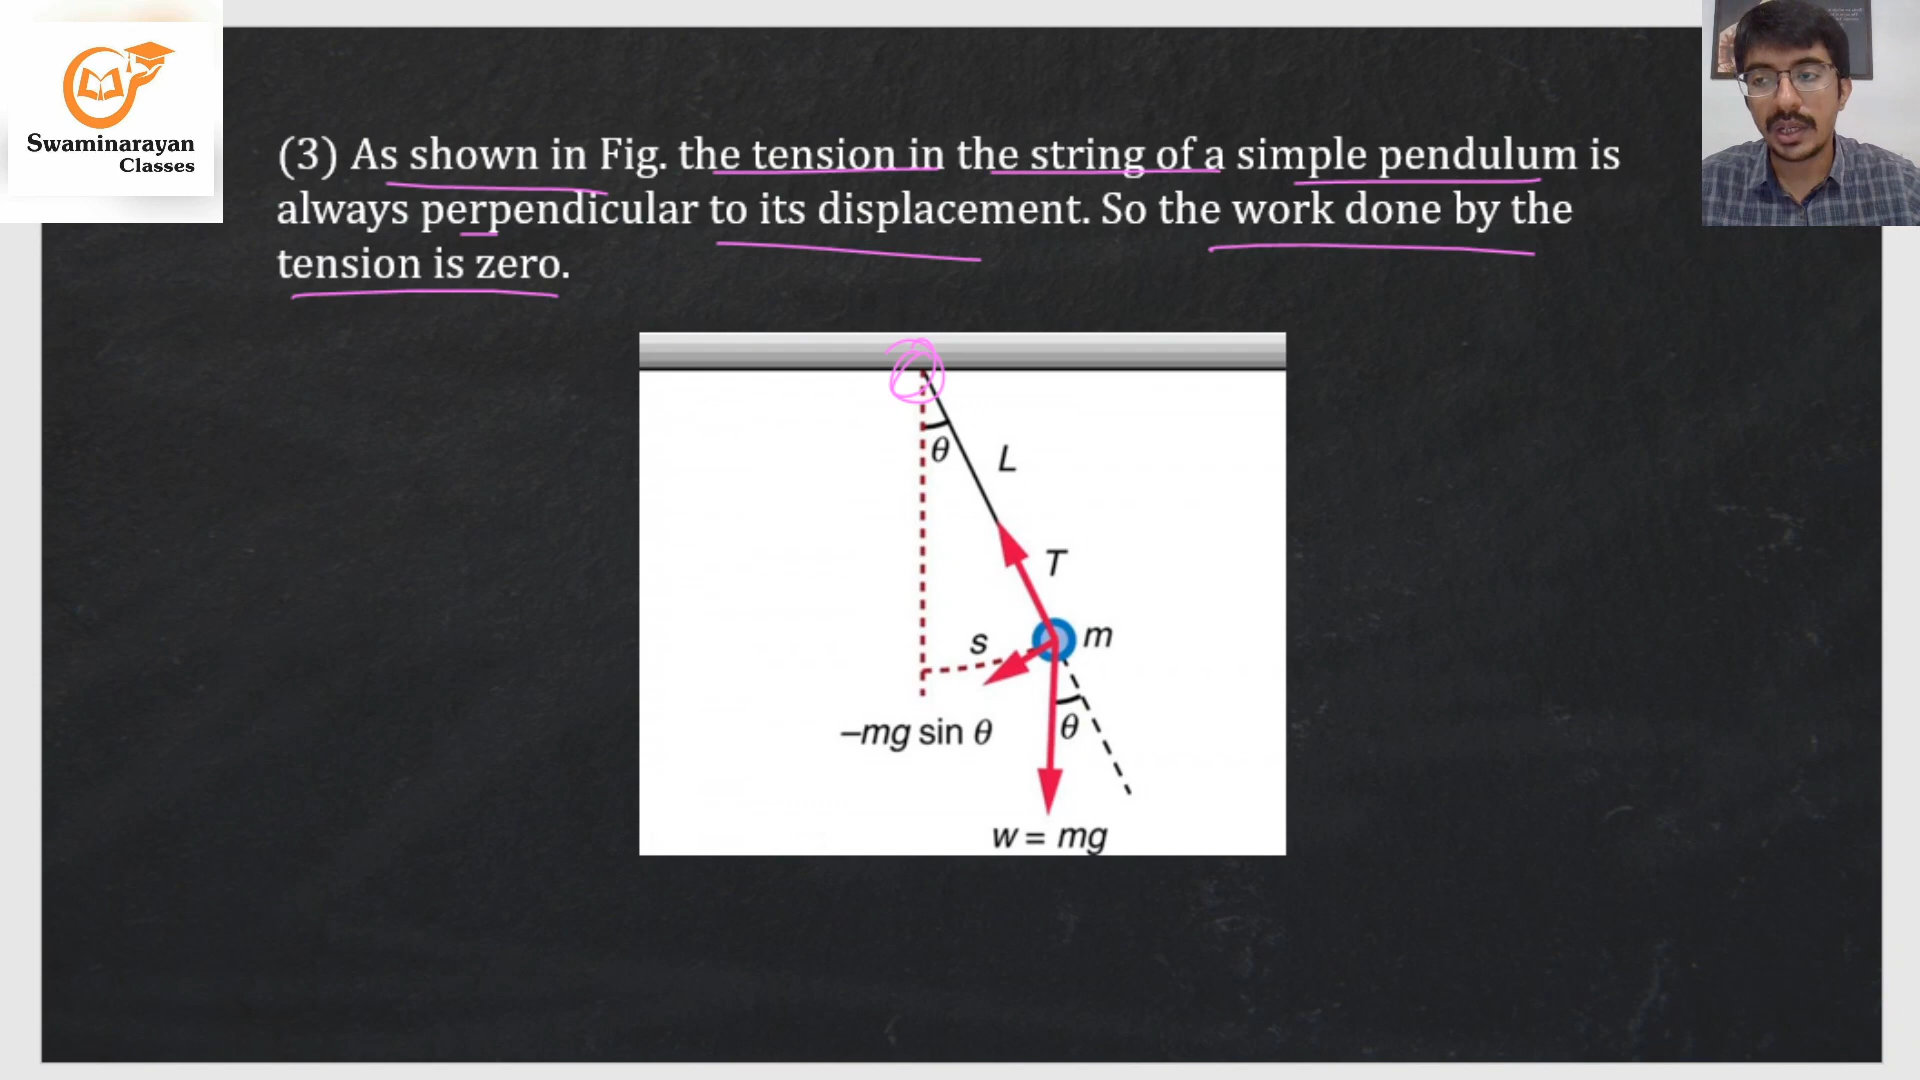 Swaminarayan
Classes
(3) As shown in Fig. the tension in the string of a simple pendulum is
always perpendicular to its displacement. So the work done by the
tension is zero.
θ
L
T
s
m
–mg sin θ
θ
w = mg